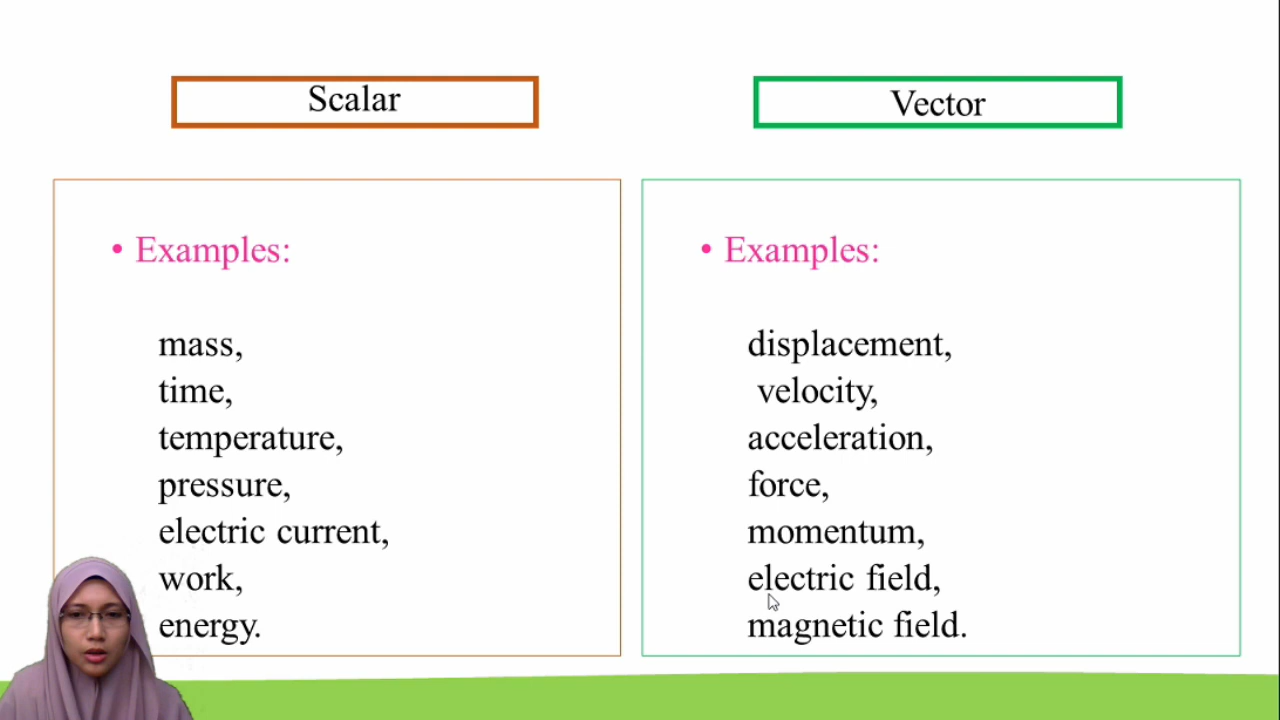 Scalar
• Examples:
mass,
time,
temperature,
pressure,
electric current,
work,
energy.
Vector
• Examples:
displacement,
velocity,
acceleration,
force,
momentum,
electric field,
magnetic field.